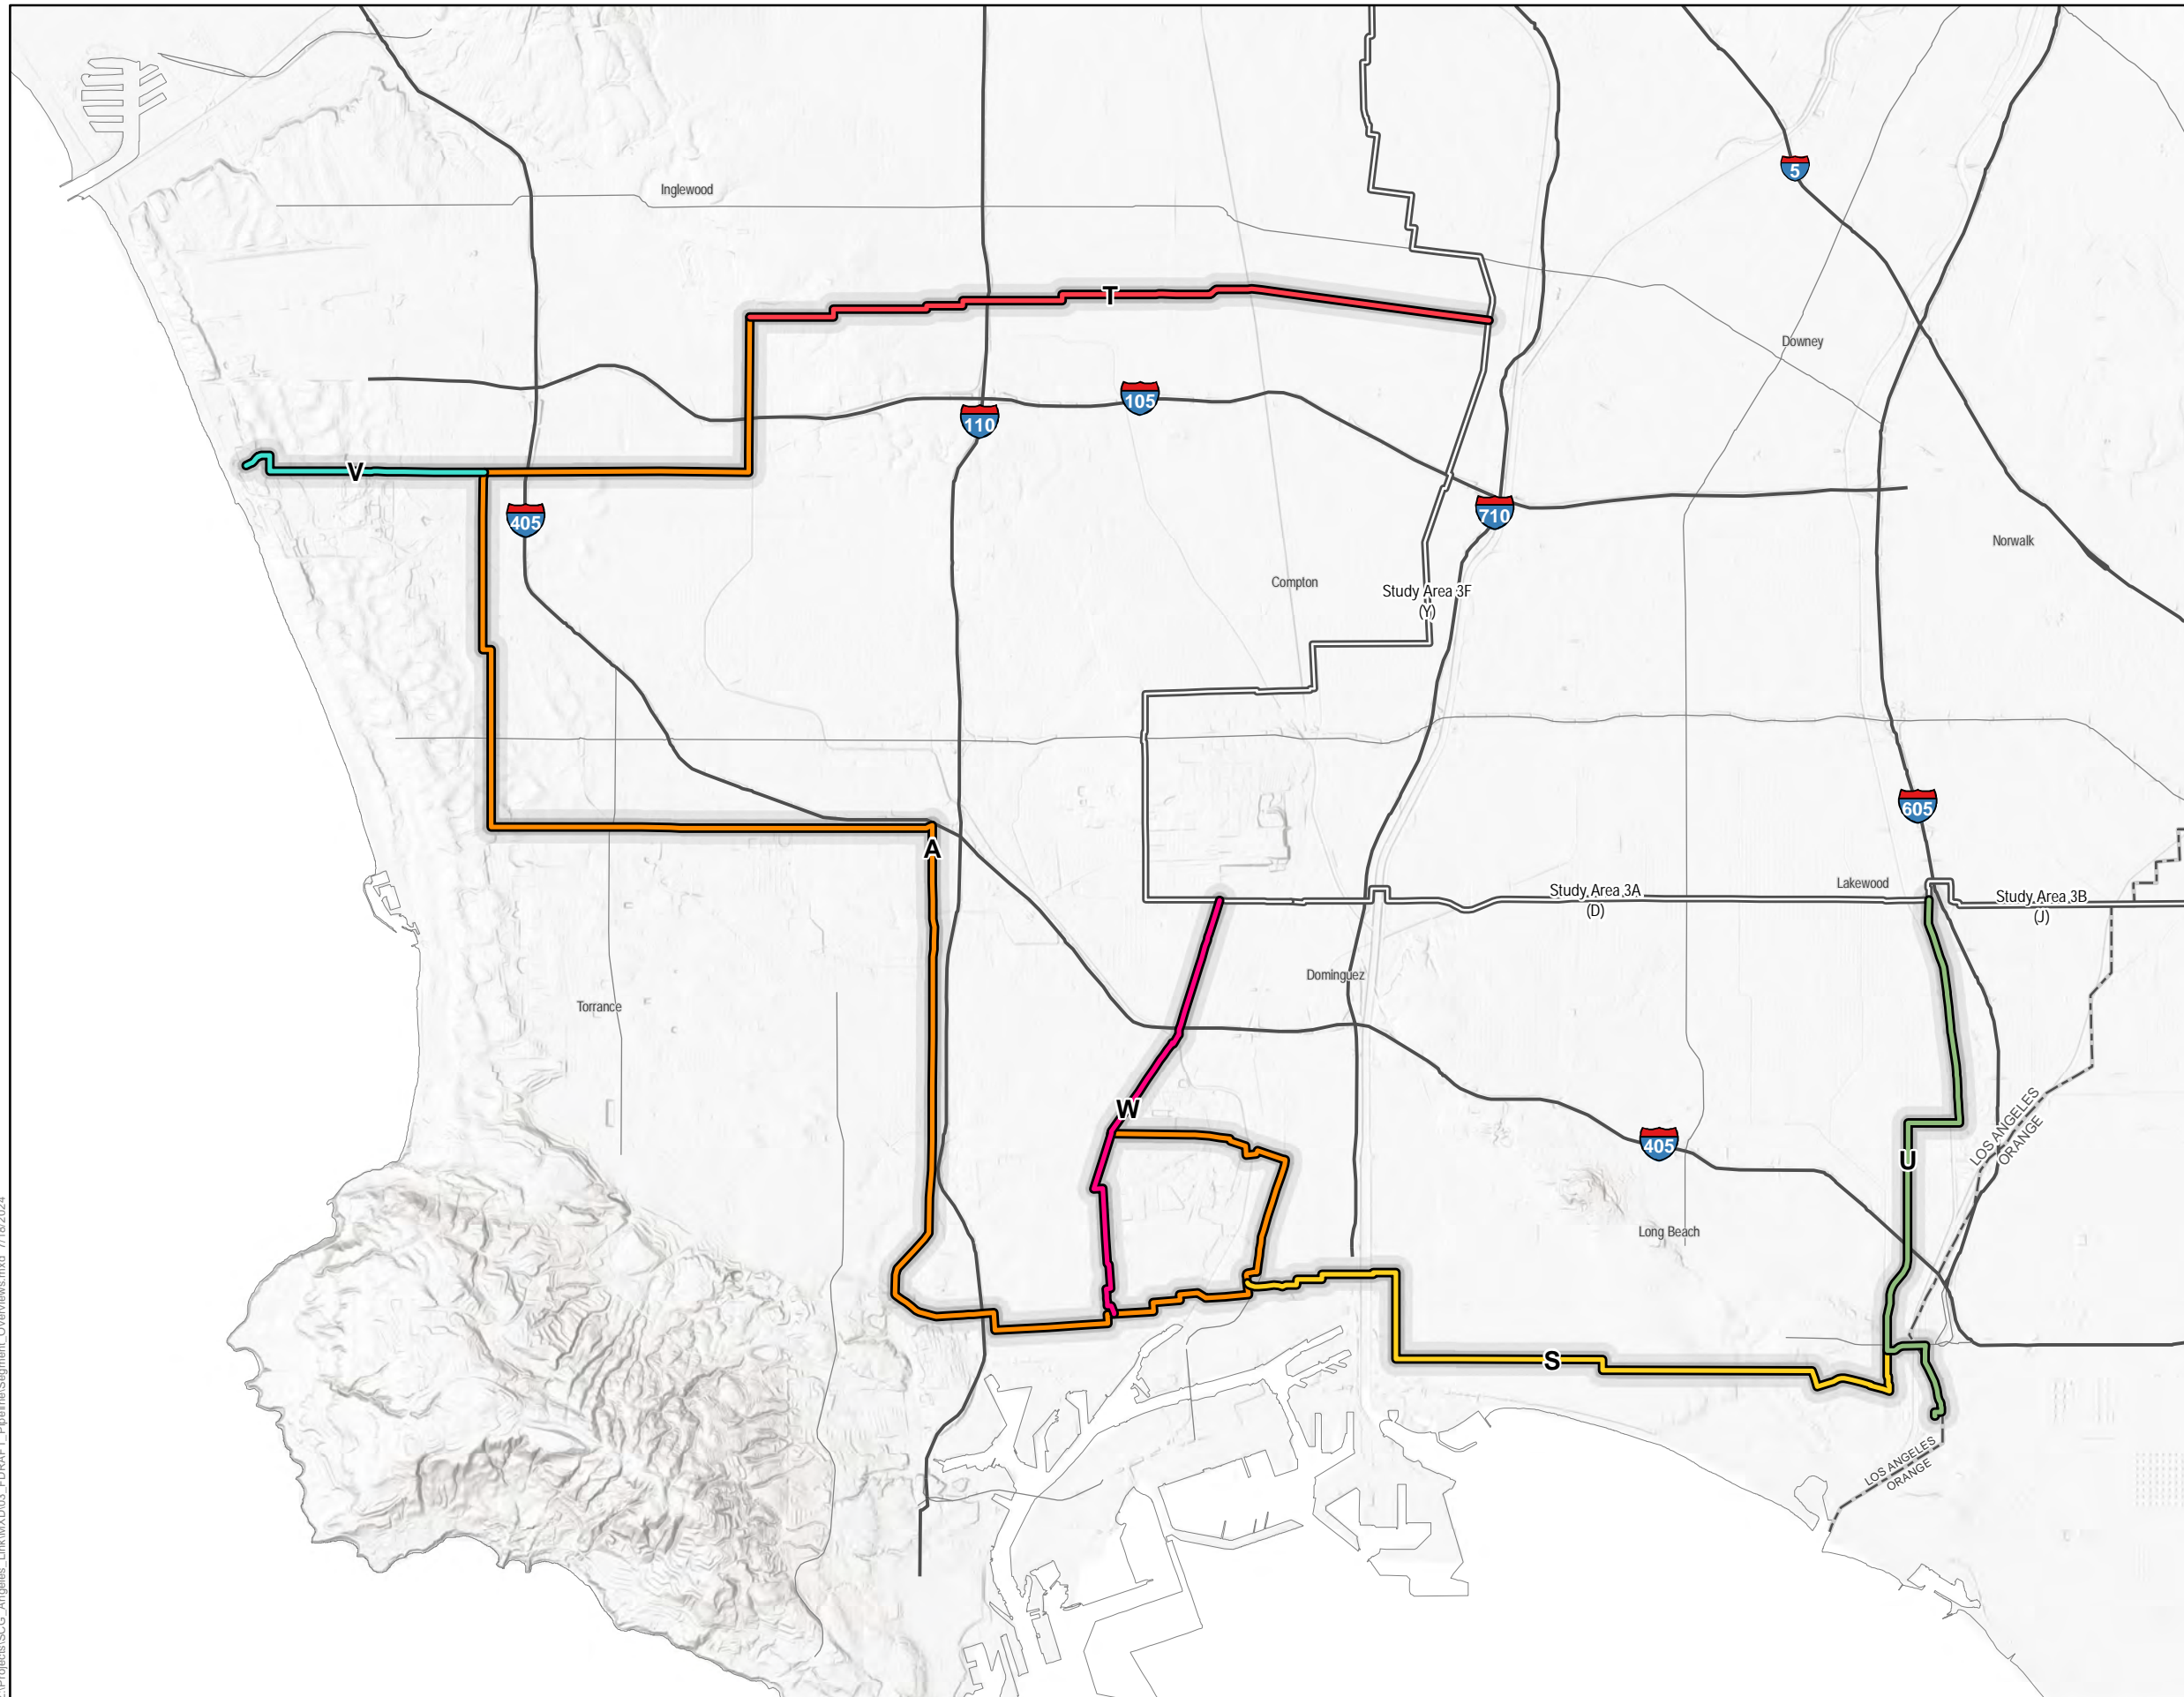 5
Inglewood
T
Downey
105
110
V
405
710
Norwalk
Compton
Study Area 3F
(Y)
605
A
Lakewood
Study Area 3A
(D)
Study Area 3B
(J)
Dominguez
Torrance
W
LOS ANGELES
ORANGE
405
U
Long Beach
S
LOS ANGELES
ORANGE